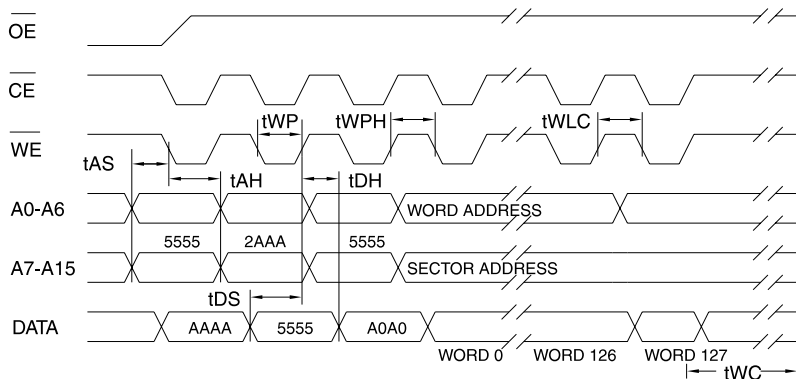 OE
CE
tWP tWPH tWLC
WE
tAS
tAH tDH
A0-A6 WORD ADDRESS
5555 2AAA 5555
A7-A15 SECTOR ADDRESS
tDS
DATA AAAA 5555 A0A0
WORD 0 WORD 126 WORD 127
tWC